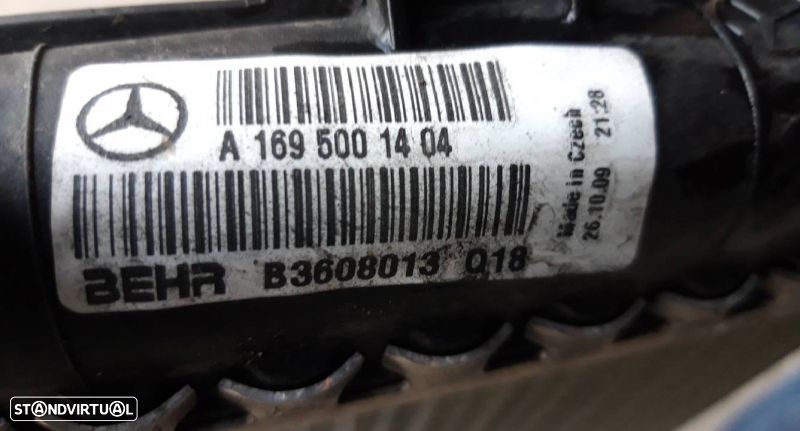 A 169 500 14 04
BEHR B3608013 Q18
Made in Czech
26.10.09 21:28
STANDVIRTUAL